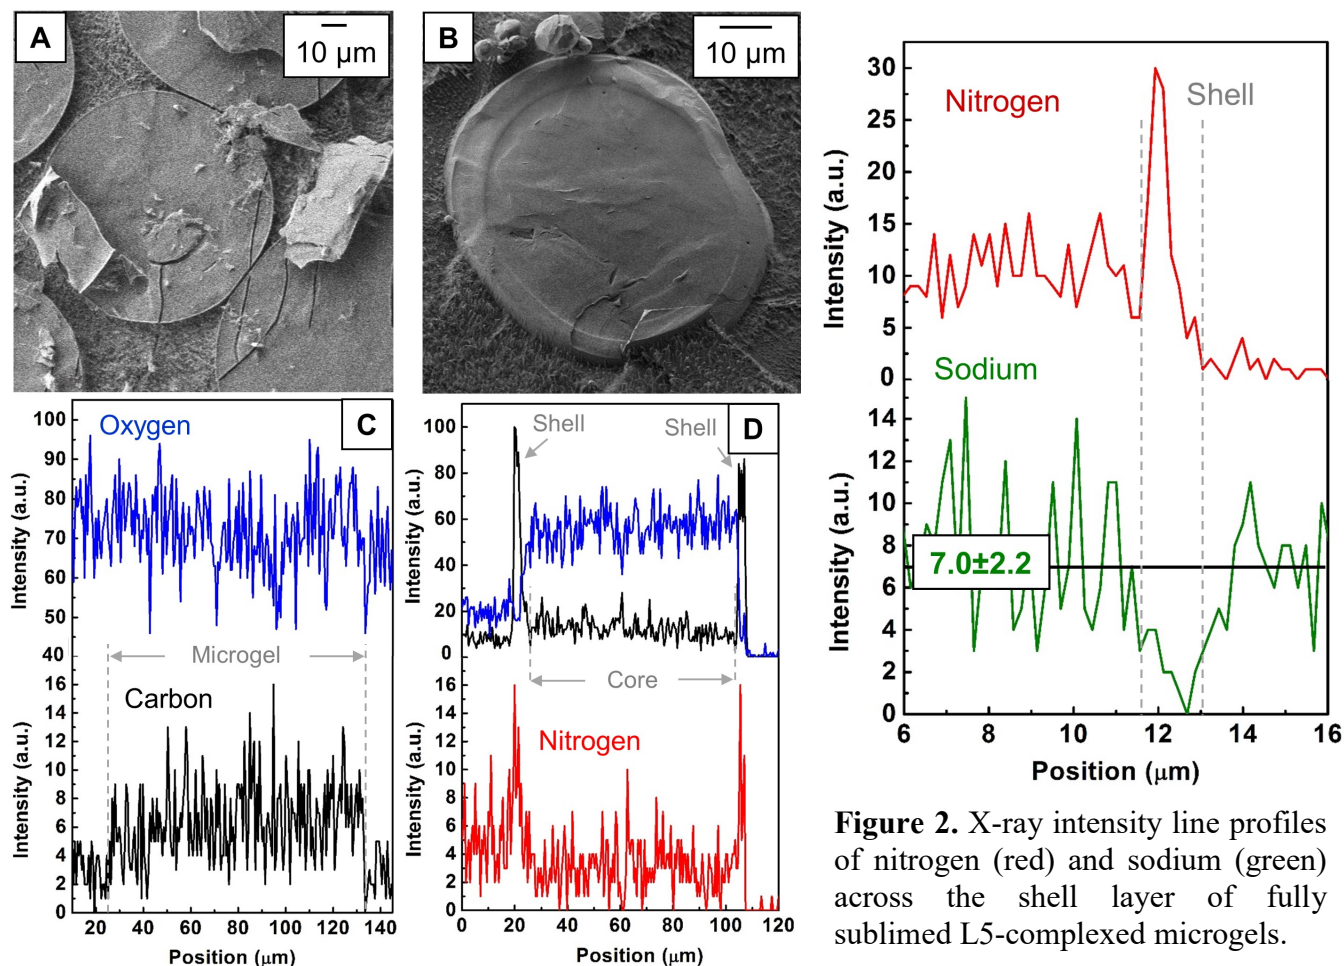 A
10 µm
B
10 µm
C
Oxygen
Intensity (a.u.)
100
90
80
70
60
50
40
Microgel
Carbon
Intensity (a.u.)
16
14
12
10
8
6
4
2
0
20 40 60 80 100 120 140
Position (µm)
D
Shell
Shell
Intensity (a.u.)
100
80
60
40
20
0
Core
Nitrogen
Intensity (a.u.)
16
14
12
10
8
6
4
2
0
0 20 40 60 80 100 120
Position (µm)
Nitrogen
Shell
Intensity (a.u.)
30
25
20
15
10
5
0
Sodium
Intensity (a.u.)
14
12
10
8
6
4
2
0
7.0±2.2
6 8 10 12 14 16
Position (µm)
Figure 2. X-ray intensity line profiles
of nitrogen (red) and sodium (green)
across the shell layer of fully
sublimed L5-complexed microgels.